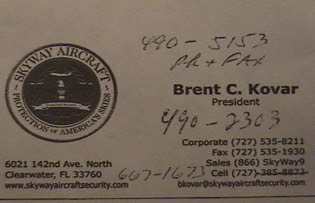 490-5153
PR + FAX
SKYWAY AIRCRAFT
PROTECTION OF AMERICA'S SKIES
Brent C. Kovar
President
490-2303
Corporate (727) 535-8211
Fax (727) 535-1930
6021 142nd Ave. North
Sales (866) SkyWay9
Clearwater, FL 33760
667-1673
Cell (727) 385-8873
www.skywayaircraftsecurity.com
bkovar@skywayaircraftsecurity.com